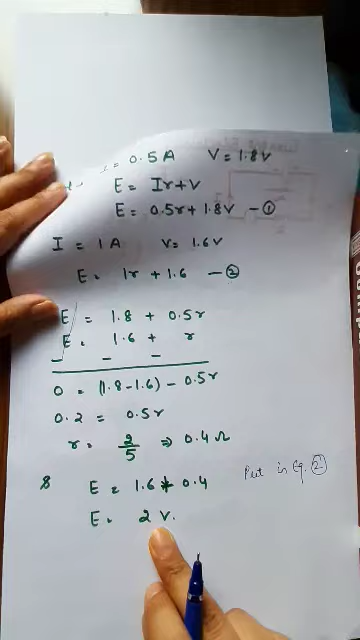 I = 0.5 A V = 1.8 V
E = Ir + V
E = 0.5r + 1.8V - ①
I = 1 A V = 1.6 V
E = 1r + 1.6 - ②
E = 1.8 + 0.5r
E = 1.6 + r
- - -
0 = (1.8 - 1.6) - 0.5r
0.2 = 0.5r
r = 2/5 ⇒ 0.4 Ω
Put in Eq. ②
E = 1.6 + 0.4
E = 2 V.